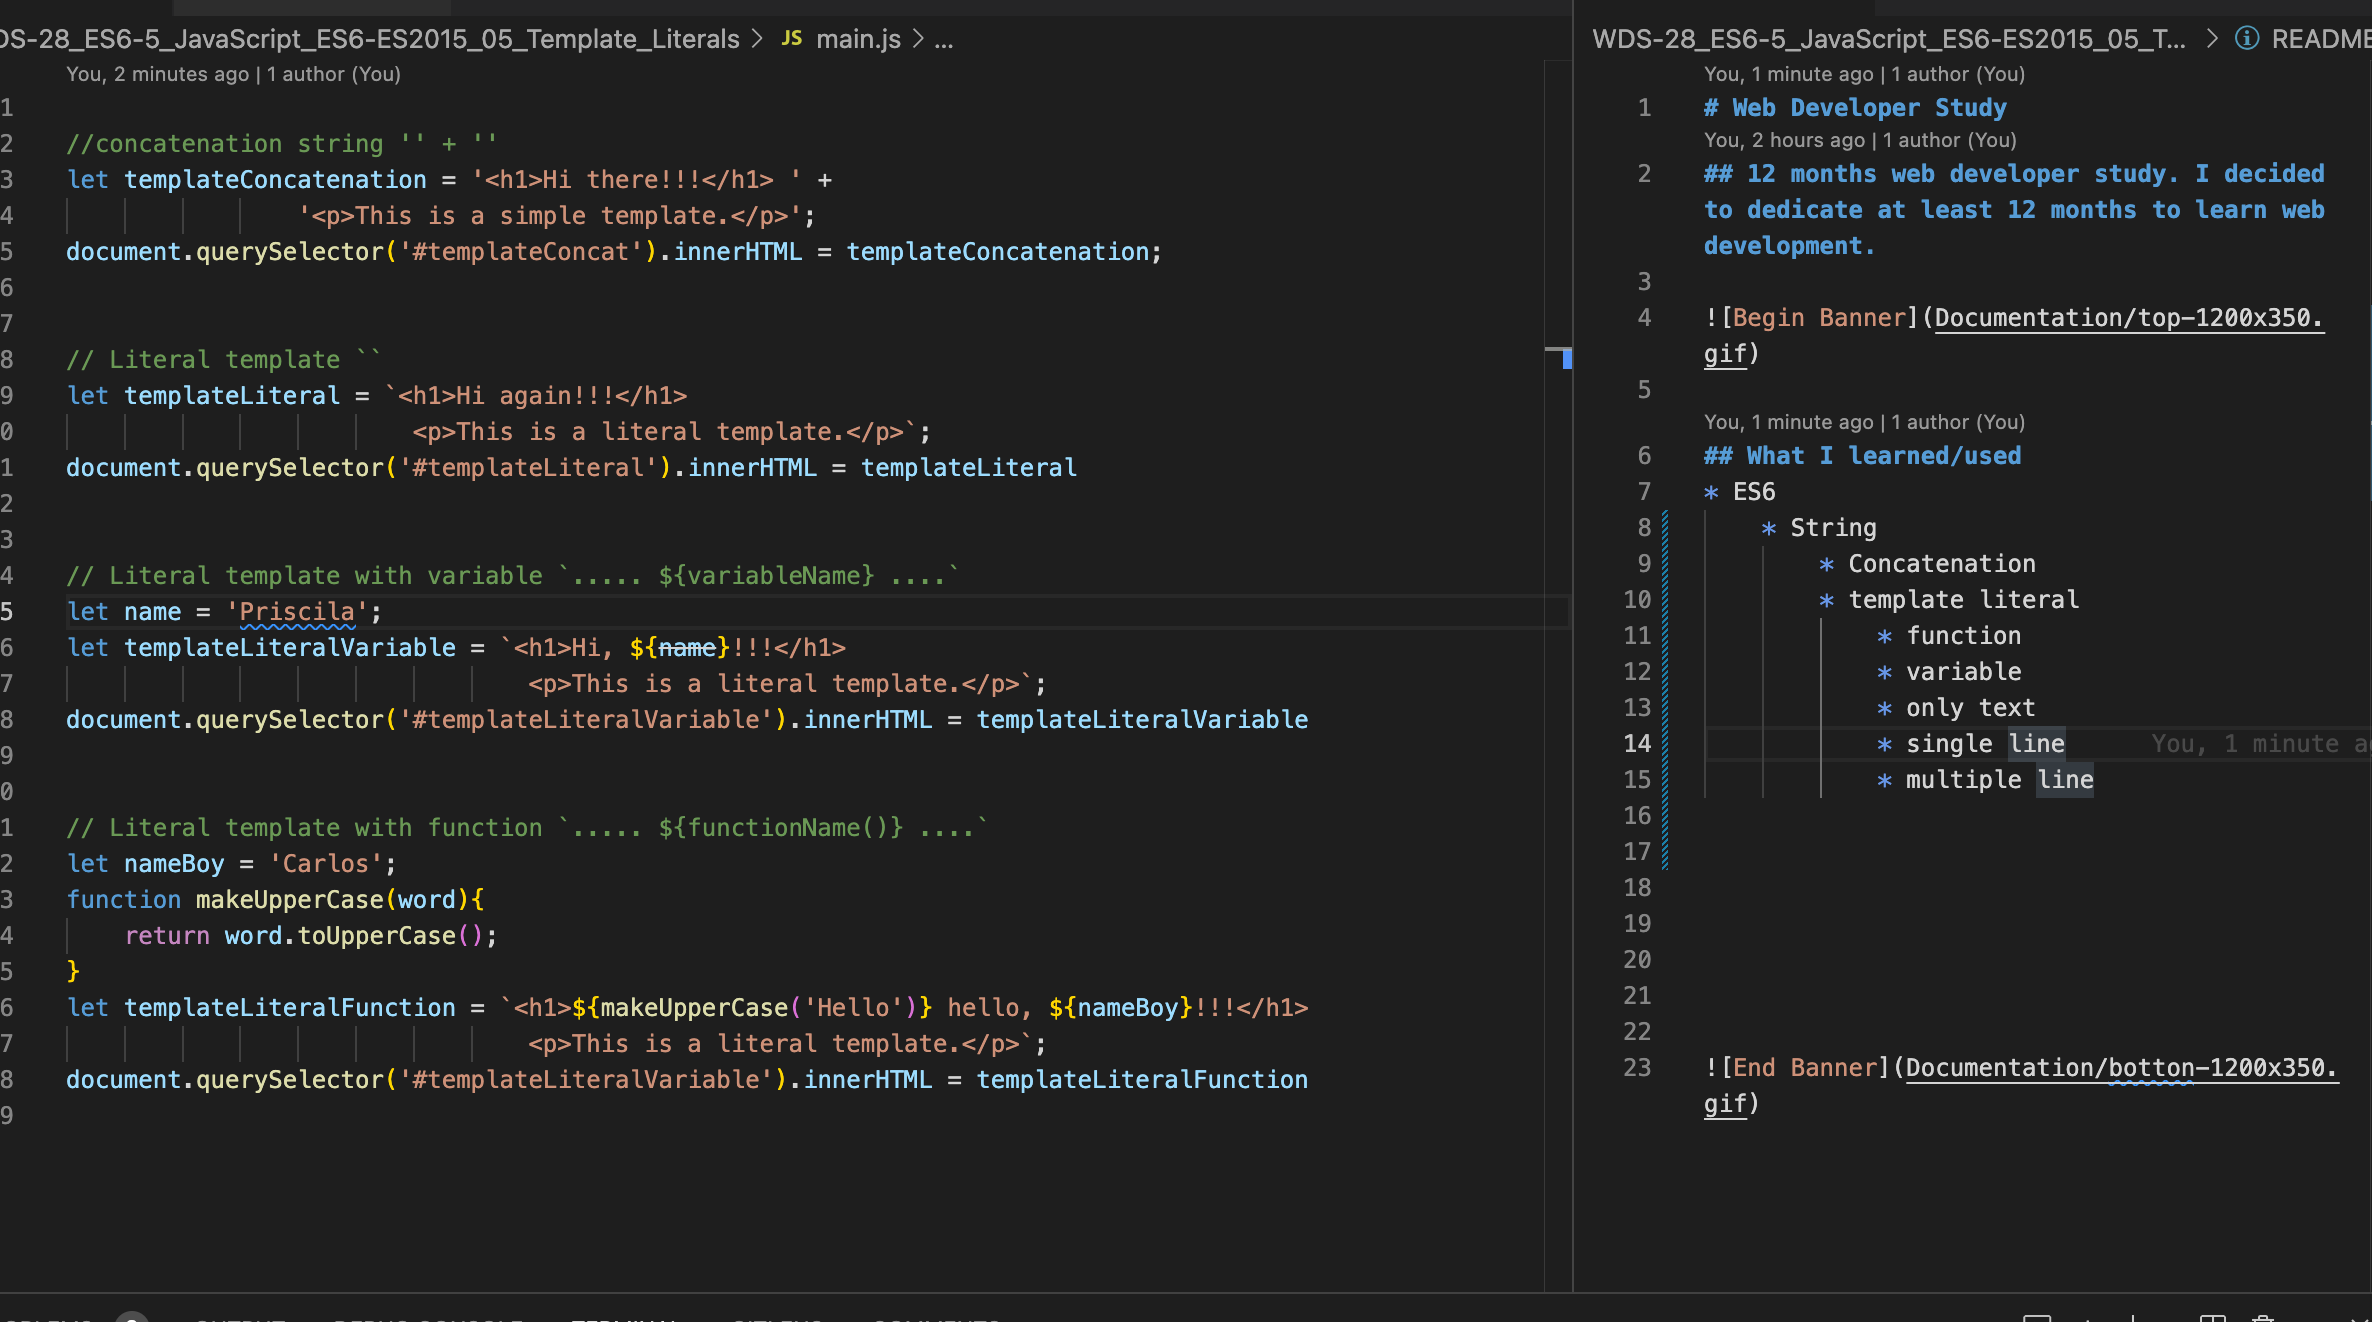 DS-28_ES6-5_JavaScript_ES6-ES2015_05_Template_Literals > JS main.js > ...
You, 2 minutes ago | 1 author (You)
1
2 //concatenation string '' + ''
3 let templateConcatenation = '<h1>Hi there!!!</h1> ' +
4 '<p>This is a simple template.</p>';
5 document.querySelector('#templateConcat').innerHTML = templateConcatenation;
6
7
8 // Literal template ``
9 let templateLiteral = `<h1>Hi again!!!</h1>
0 <p>This is a literal template.</p>`;
1 document.querySelector('#templateLiteral').innerHTML = templateLiteral
2
3
4 // Literal template with variable `..... ${variableName} ....`
5 let name = 'Priscila';
6 let templateLiteralVariable = `<h1>Hi, ${name}!!!</h1>
7 <p>This is a literal template.</p>`;
8 document.querySelector('#templateLiteralVariable').innerHTML = templateLiteralVariable
9
0
1 // Literal template with function `..... ${functionName()} ....`
2 let nameBoy = 'Carlos';
3 function makeUpperCase(word){
4 return word.toUpperCase();
5 }
6 let templateLiteralFunction = `<h1>${makeUpperCase('Hello')} hello, ${nameBoy}!!!</h1>
7 <p>This is a literal template.</p>`;
8 document.querySelector('#templateLiteralVariable').innerHTML = templateLiteralFunction
9
WDS-28_ES6-5_JavaScript_ES6-ES2015_05_T... > README
You, 1 minute ago | 1 author (You)
1 # Web Developer Study
You, 2 hours ago | 1 author (You)
2 ## 12 months web developer study. I decided
to dedicate at least 12 months to learn web
development.
3
4 ![Begin Banner](Documentation/top-1200x350.
gif)
5
You, 1 minute ago | 1 author (You)
6 ## What I learned/used
7 * ES6
8 * String
9 * Concatenation
10 * template literal
11 * function
12 * variable
13 * only text
14 * single line You, 1 minute a
15 * multiple line
16
17
18
19
20
21
22
23 ![End Banner](Documentation/botton-1200x350.
gif)